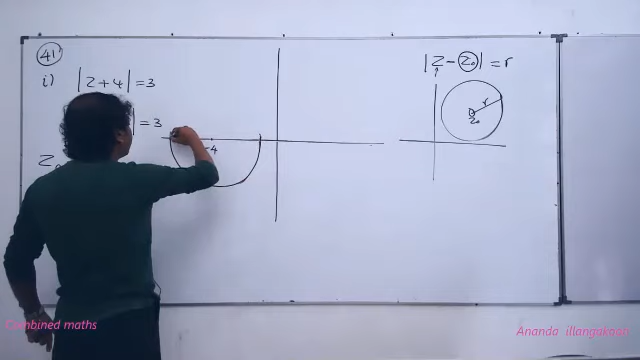 41
i) |z+4| = 3
| = 3
z
-4
|z - z₀| = r
r
z₀
Combined maths
Ananda illangakoon